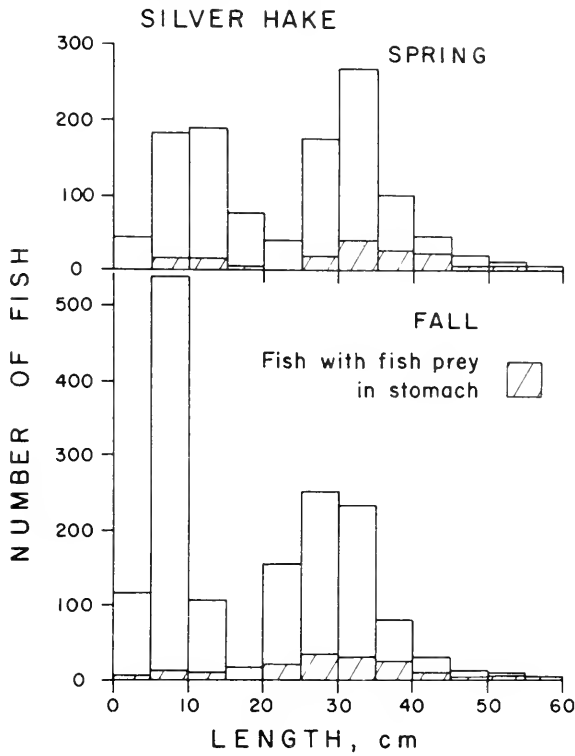 SILVER HAKE
SPRING
300
200
100
0
NUMBER OF FISH
FALL
Fish with fish prey
in stomach
500
400
300
200
100
0
0 10 20 30 40 50 60
LENGTH, cm